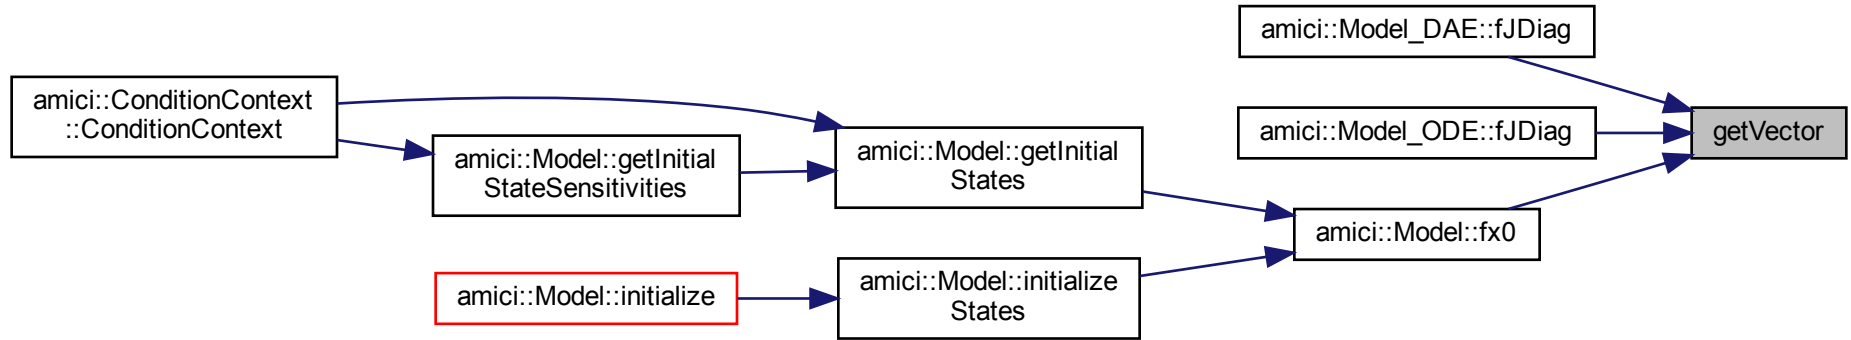 amici::ConditionContext
::ConditionContext
amici::Model::getInitial
StateSensitivities
amici::Model::initialize
amici::Model::getInitial
States
amici::Model::initialize
States
amici::Model_DAE::fJDiag
amici::Model_ODE::fJDiag
amici::Model::fx0
getVector